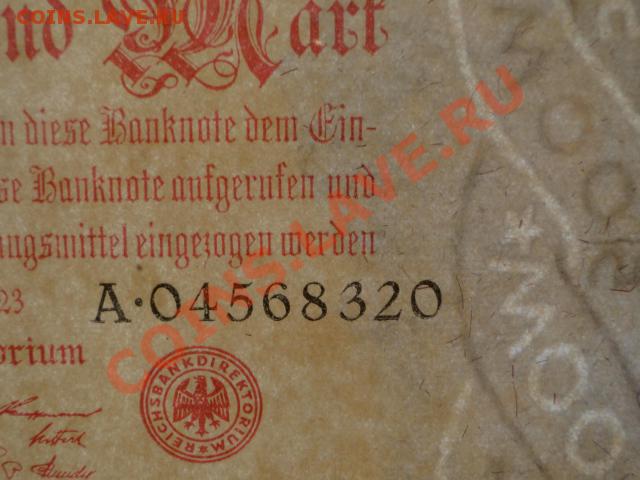 COINS.LAVE.RU
nd Mark
n diese Banknote dem Ein-
se Banknote aufgerufen und
ungsmittel eingezogen werden
23
A·04568320
orium
REICHSBANKDIREKTORIUM
COINS.LAVE.RU